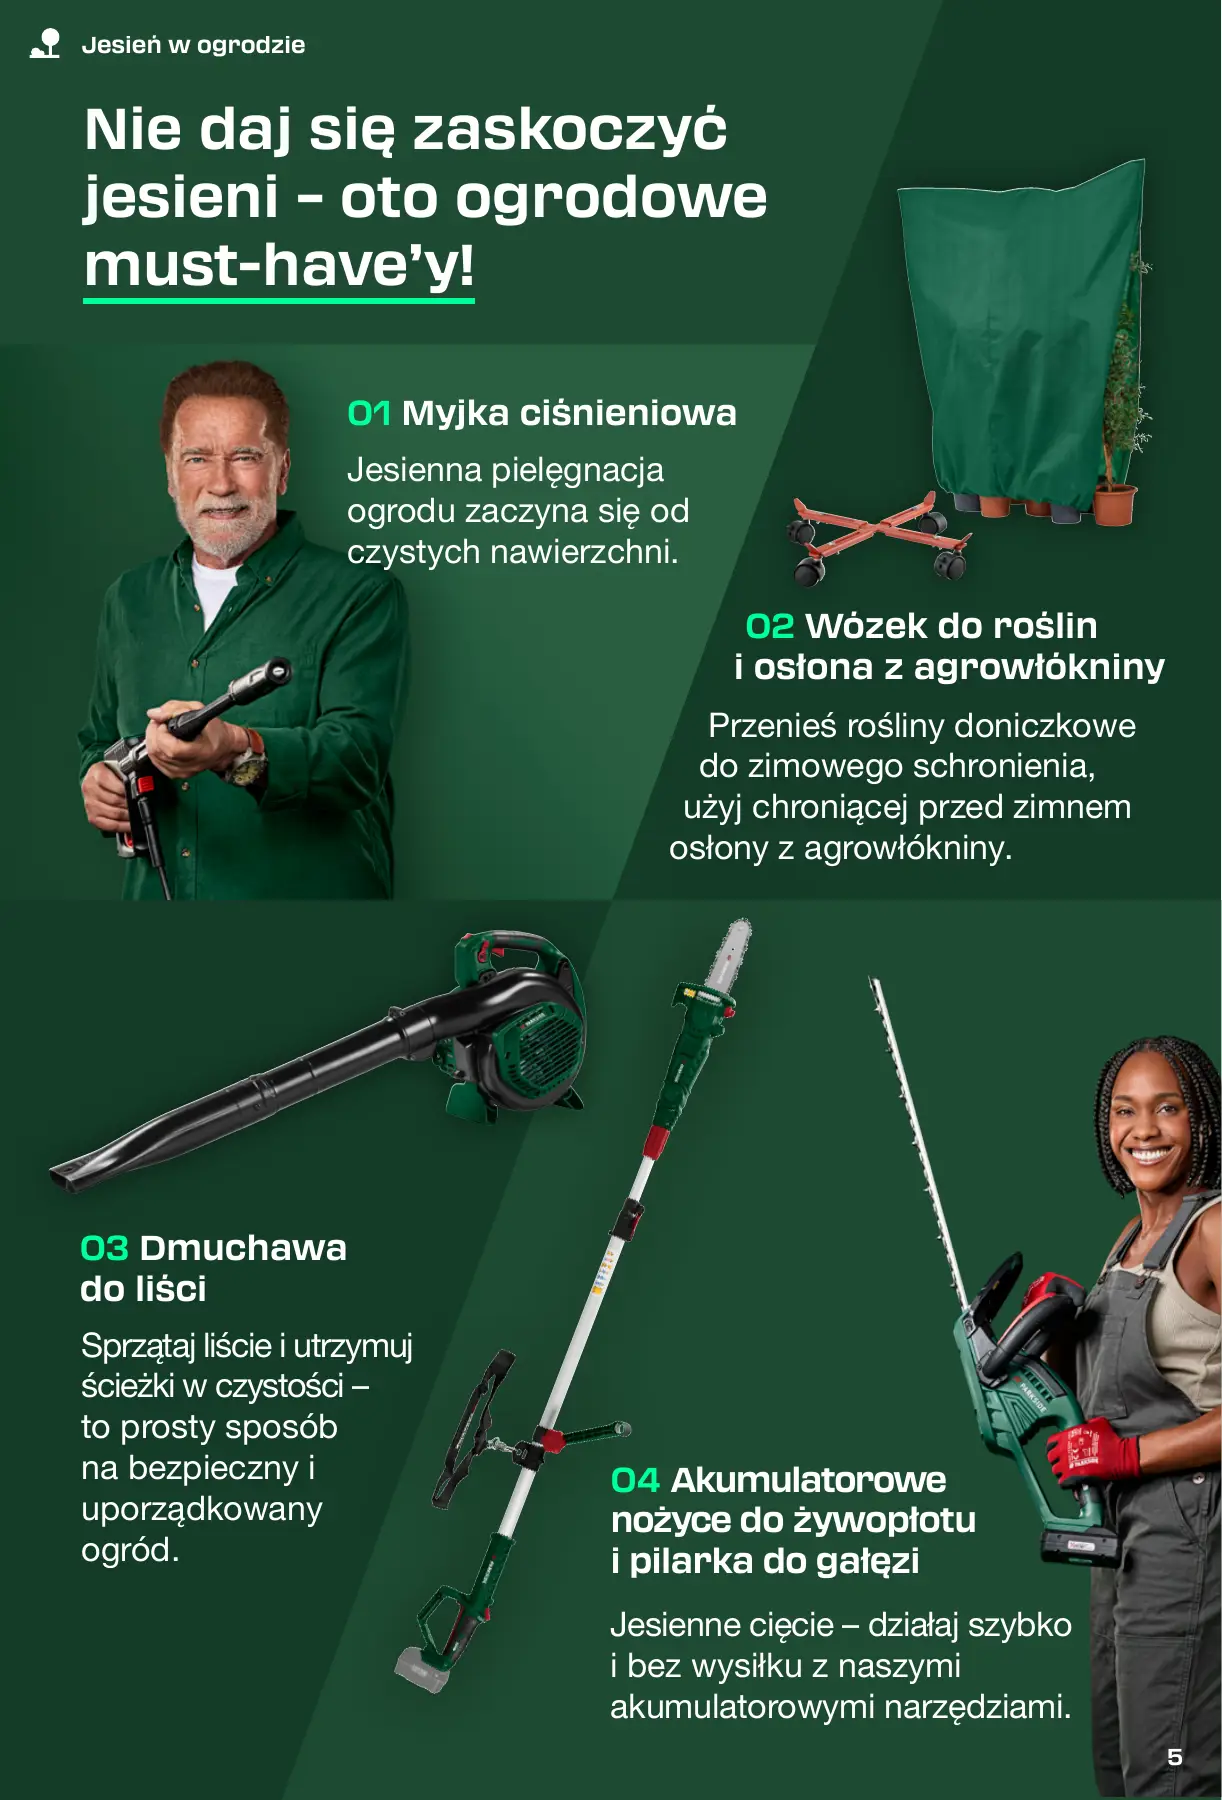 Jesień w ogrodzie
Nie daj się zaskoczyć
jesieni – oto ogrodowe
must-have’y!
01 Myjka ciśnieniowa
Jesienna pielęgnacja
ogrodu zaczyna się od
czystych nawierzchni.
02 Wózek do roślin
i osłona z agrowłókniny
Przenieś rośliny doniczkowe
do zimowego schronienia,
użyj chroniącej przed zimnem
osłony z agrowłókniny.
PARKSIDE
03 Dmuchawa
do liści
Sprzątaj liście i utrzymuj
ścieżki w czystości –
to prosty sposób
na bezpieczny i
uporządkowany
ogród.
PARKSIDE
PARKSIDE
04 Akumulatorowe
nożyce do żywopłotu
i pilarka do gałęzi
Jesienne cięcie – działaj szybko
i bez wysiłku z naszymi
akumulatorowymi narzędziami.
5